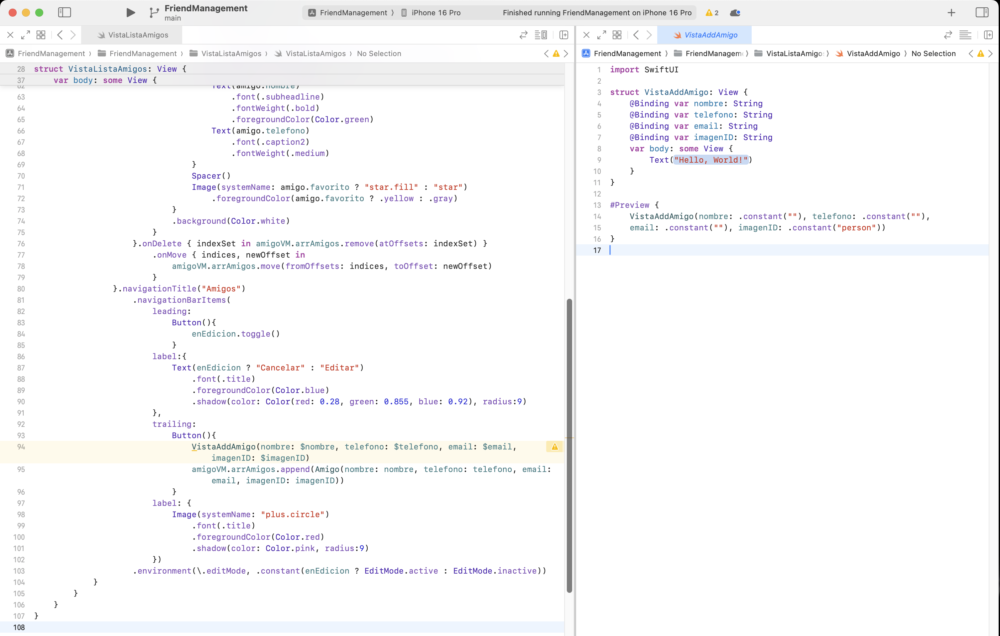 FriendManagement
main
FriendManagement 〉 iPhone 16 Pro
Finished running FriendManagement on iPhone 16 Pro
2
VistaListaAmigos
FriendManagement 〉 FriendManagement 〉 VistaListaAmigos 〉 VistaListaAmigos 〉 No Selection
28 struct VistaListaAmigos: View {
37     var body: some View {
62                                     Text(amigo.nombre)
63                                         .font(.subheadline)
64                                         .fontWeight(.bold)
65                                         .foregroundColor(Color.green)
66                                     Text(amigo.telefono)
67                                         .font(.caption2)
68                                         .fontWeight(.medium)
69                                 }
70                                 Spacer()
71                                 Image(systemName: amigo.favorito ? "star.fill" : "star")
72                                     .foregroundColor(amigo.favorito ? .yellow : .gray)
73                             }
74                             .background(Color.white)
75                         }
76                     }.onDelete { indexSet in amigoVM.arrAmigos.remove(atOffsets: indexSet) }
77                         .onMove { indices, newOffset in
78                             amigoVM.arrAmigos.move(fromOffsets: indices, toOffset: newOffset)
79                         }
80                 }.navigationTitle("Amigos")
81                     .navigationBarItems(
82                         leading:
83                             Button(){
84                                 enEdicion.toggle()
85                             }
86                         label:{
87                             Text(enEdicion ? "Cancelar" : "Editar")
88                                 .font(.title)
89                                 .foregroundColor(Color.blue)
90                                 .shadow(color: Color(red: 0.28, green: 0.855, blue: 0.92), radius:9)
91                         },
92                         trailing:
93                             Button(){
94                                 VistaAddAmigo(nombre: $nombre, telefono: $telefono, email: $email,
                                    imagenID: $imagenID)
95                                 amigoVM.arrAmigos.append(Amigo(nombre: nombre, telefono: telefono, email:
                                    email, imagenID: imagenID))
96                             }
97                         label: {
98                             Image(systemName: "plus.circle")
99                                 .font(.title)
100                                 .foregroundColor(Color.red)
101                                 .shadow(color: Color.pink, radius:9)
102                         })
103                     .environment(\.editMode, .constant(enEdicion ? EditMode.active : EditMode.inactive))
104             }
105         }
106     }
107 }
108
VistaAddAmigo
FriendManagement 〉 FriendManagem 〉 VistaListaAmigos 〉 VistaAddAmigo 〉 No Selection
1 import SwiftUI
2
3 struct VistaAddAmigo: View {
4     @Binding var nombre: String
5     @Binding var telefono: String
6     @Binding var email: String
7     @Binding var imagenID: String
8     var body: some View {
9         Text("Hello, World!")
10     }
11 }
12
13 #Preview {
14     VistaAddAmigo(nombre: .constant(""), telefono: .constant(""),
15     email: .constant(""), imagenID: .constant("person"))
16 }
17